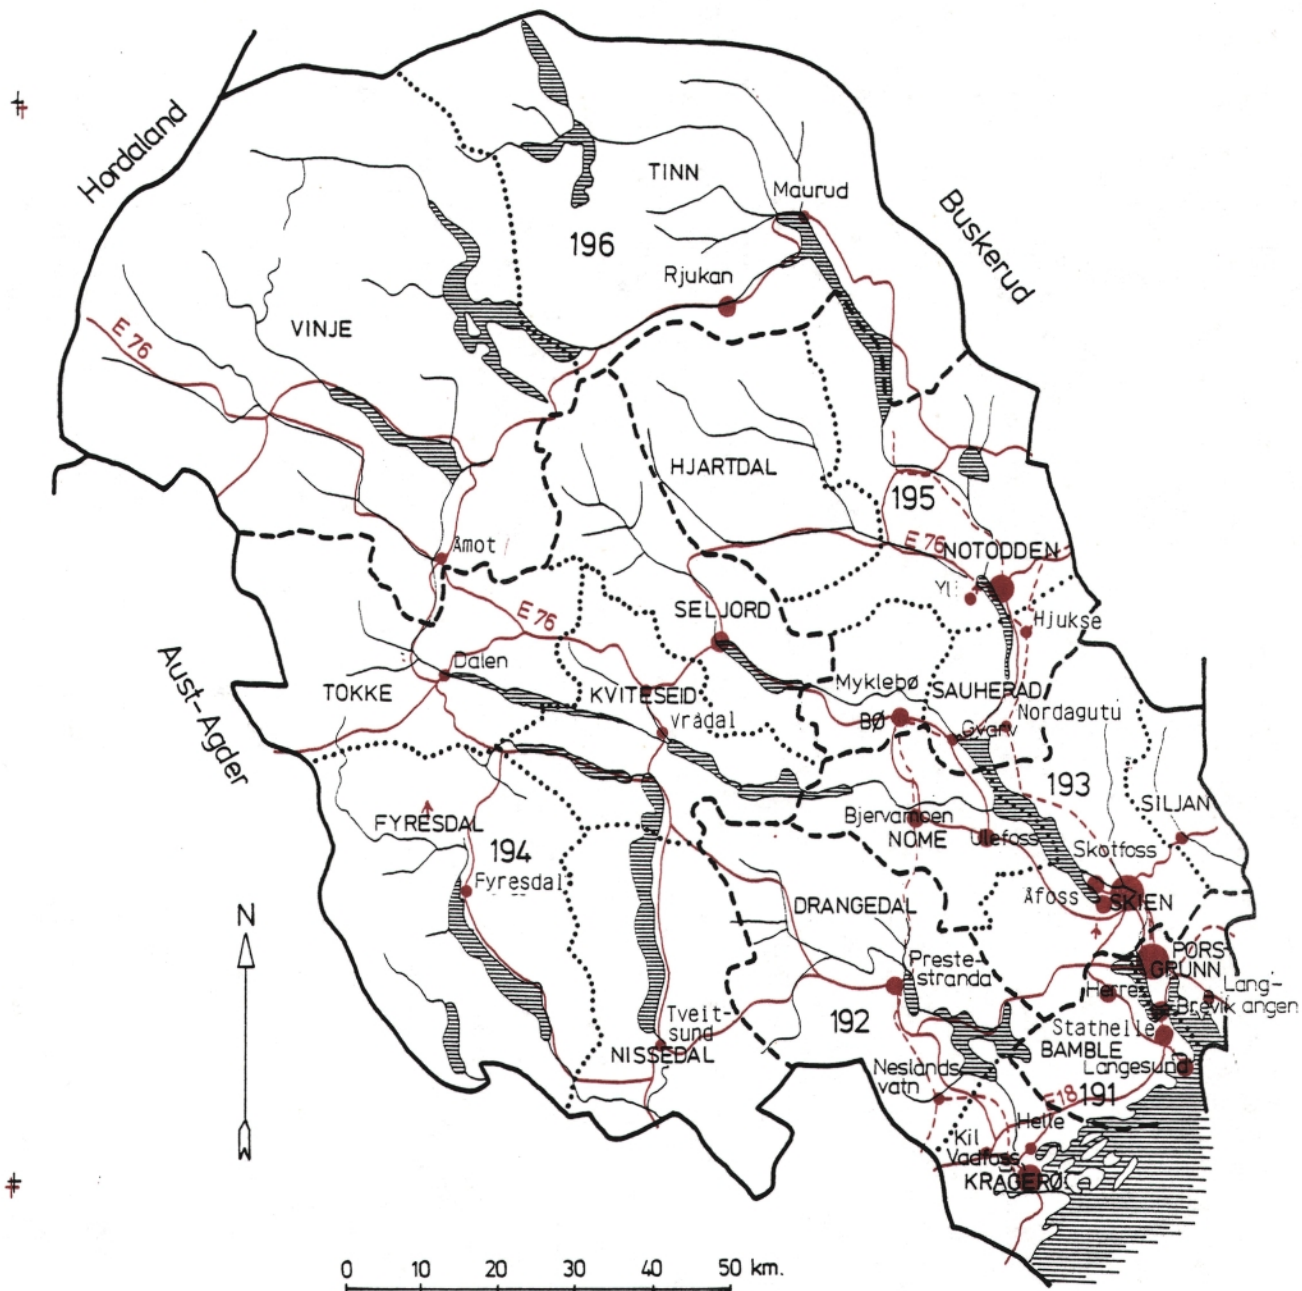 Hordaland
TINN
Maurud
Buskerud
196
Rjukan
VINJE
E 76
HJARTDAL
195
E 76
NOTODDEN
Åmot
Yli
SELJORD
E 76
Hjukse
Aust-Agder
Dalen
TOKKE
KVITESEID
Myklebø
SAUHERAD
Vrådal
BØ
Nordagutu
Gvarv
193
SILJAN
FYRESDAL
Bjervamoen
NOME
Ulefoss
194
Skotfoss
Fyresdal
Åfoss
SKIEN
DRANGEDAL
N
PORS-
GRUNN
Preste-
stranda
Herre
Lang-
angen
Brevik
Tveit-
sund
192
Stathelle
NISSEDAL
BAMBLE
Neslands-
vatn
Langesund
E18
191
Helle
Kil
Vadfoss
KRAGERØ
0 10 20 30 40 50 km.